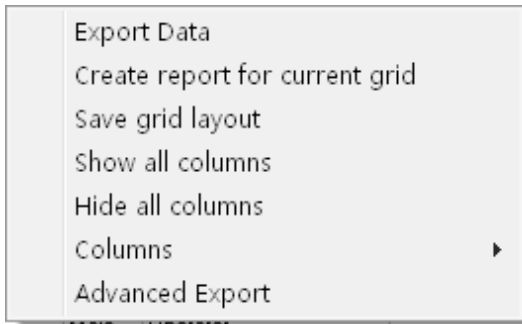 Export Data
Create report for current grid
Save grid layout
Show all columns
Hide all columns
Columns
Advanced Export